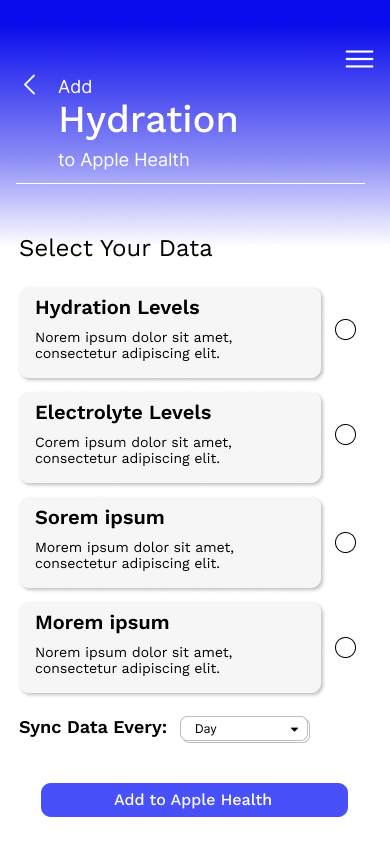 Add
Hydration
to Apple Health
Select Your Data
Hydration Levels
Norem ipsum dolor sit amet,
consectetur adipiscing elit.
Electrolyte Levels
Corem ipsum dolor sit amet,
consectetur adipiscing elit.
Sorem ipsum
Morem ipsum dolor sit amet,
consectetur adipiscing elit.
Morem ipsum
Norem ipsum dolor sit amet,
consectetur adipiscing elit.
Sync Data Every: Day
Add to Apple Health